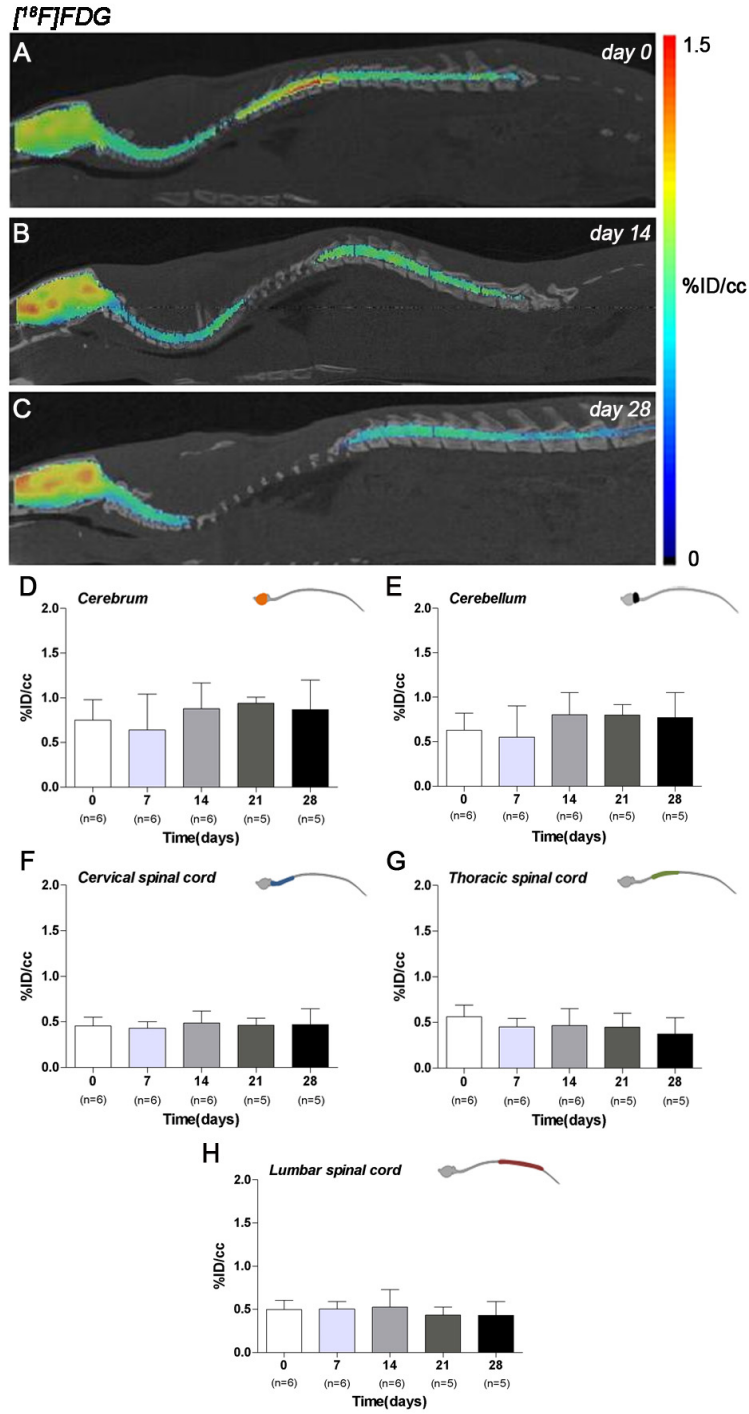 [¹⁸F]FDG
A
day 0
1.5
B
day 14
%ID/cc
C
day 28
0
D
Cerebrum
%ID/cc
2.0
1.5
1.0
0.5
0.0
0 7 14 21 28
(n=6) (n=6) (n=6) (n=5) (n=5)
Time(days)
E
Cerebellum
%ID/cc
2.0
1.5
1.0
0.5
0.0
0 7 14 21 28
(n=6) (n=6) (n=6) (n=5) (n=5)
Time(days)
F
Cervical spinal cord
%ID/cc
2.0
1.5
1.0
0.5
0.0
0 7 14 21 28
(n=6) (n=6) (n=6) (n=5) (n=5)
Time(days)
G
Thoracic spinal cord
%ID/cc
2.0
1.5
1.0
0.5
0.0
0 7 14 21 28
(n=6) (n=6) (n=6) (n=5) (n=5)
Time(days)
H
Lumbar spinal cord
%ID/cc
2.0
1.5
1.0
0.5
0.0
0 7 14 21 28
(n=6) (n=6) (n=6) (n=5) (n=5)
Time(days)